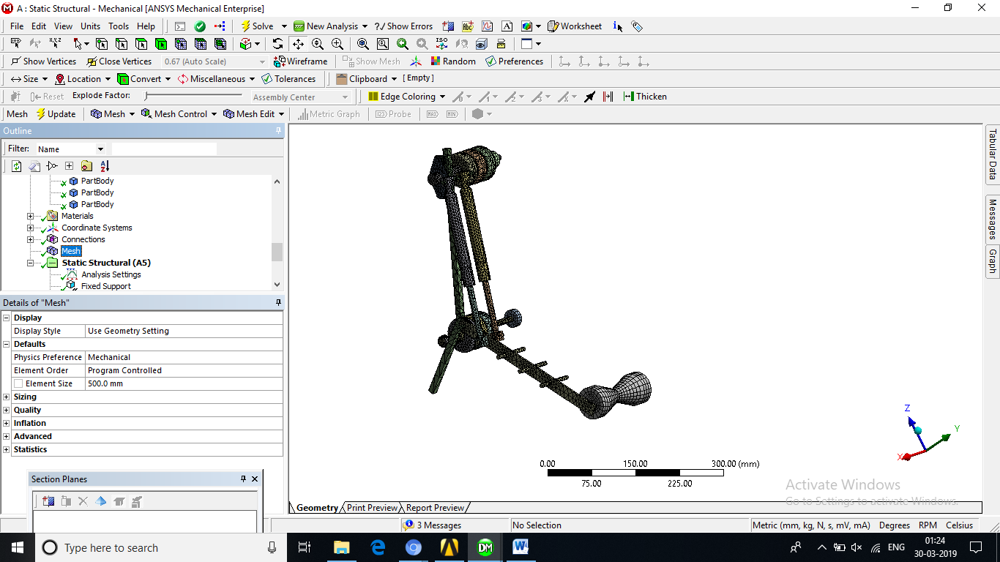 A : Static Structural - Mechanical [ANSYS Mechanical Enterprise]
File Edit View Units Tools Help Solve New Analysis ?/ Show Errors Worksheet
Show Vertices Close Vertices 0.67 (Auto Scale) Wireframe Show Mesh Random Preferences
Size Location Convert Miscellaneous Tolerances Clipboard [ Empty ]
Reset Explode Factor: Assembly Center Edge Coloring Thicken
Mesh Update Mesh Mesh Control Mesh Edit Metric Graph Probe MAX MIN
Outline
Filter: Name
PartBody
PartBody
PartBody
Materials
Coordinate Systems
Connections
Mesh
Static Structural (A5)
Analysis Settings
Fixed Support
Details of "Mesh"
Display
Display Style Use Geometry Setting
Defaults
Physics Preference Mechanical
Element Order Program Controlled
Element Size 500.0 mm
Sizing
Quality
Inflation
Advanced
Statistics
Section Planes
Tabular Data
Messages
Graph
Z
Y
X
0.00 150.00 300.00 (mm)
75.00 225.00
Activate Windows
Go to Settings to activate Windows.
Geometry Print Preview Report Preview
3 Messages No Selection Metric (mm, kg, N, s, mV, mA) Degrees RPM Celsius
Type here to search DM ENG 01:24
30-03-2019